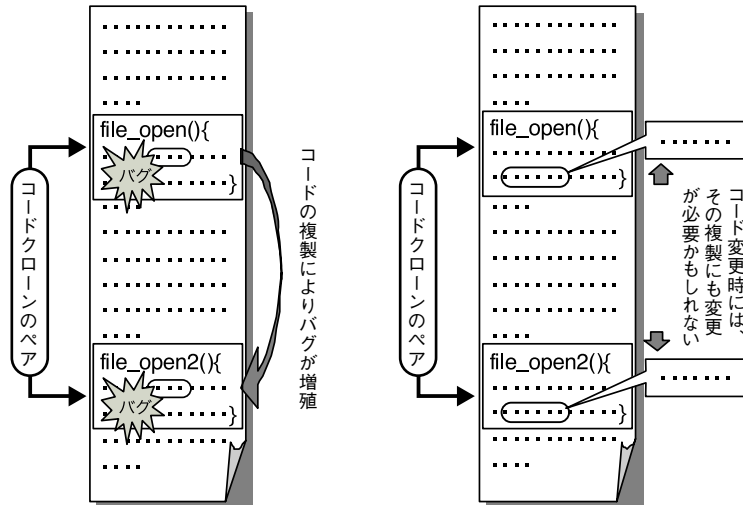 file_open(){
バグ
}
file_open2(){
バグ
}
コードクローンのペア
コードの複製によりバグが増殖
file_open(){
}
file_open2(){
}
コードクローンのペア
コード変更時には、
その複製にも変更
が必要かもしれない